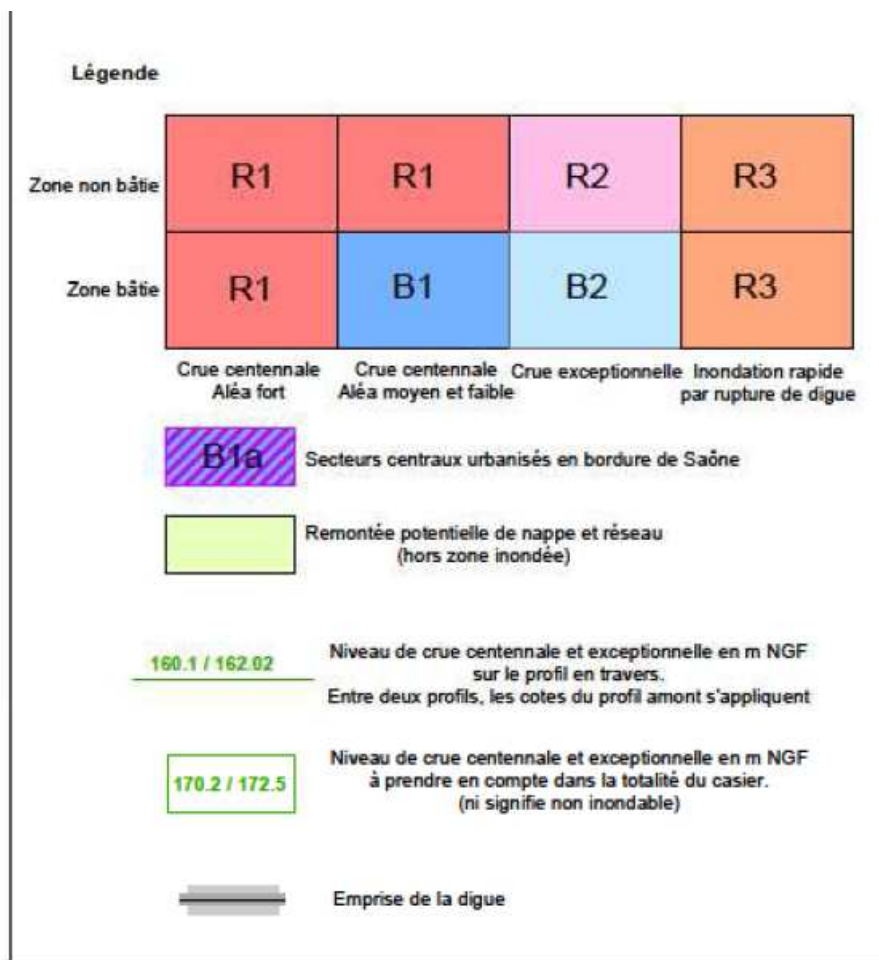 Légende
Zone non bâtie R1 R1 R2 R3
Zone bâtie R1 B1 B2 R3
Crue centennale Crue centennale Crue exceptionnelle Inondation rapide
Aléa fort Aléa moyen et faible par rupture de digue
B1a Secteurs centraux urbanisés en bordure de Saône
Remontée potentielle de nappe et réseau
(hors zone inondée)
160.1 / 162.02 Niveau de crue centennale et exceptionnelle en m NGF
sur le profil en travers.
Entre deux profils, les cotes du profil amont s'appliquent
Niveau de crue centennale et exceptionnelle en m NGF
170.2 / 172.5 à prendre en compte dans la totalité du casier.
(ni signifie non inondable)
Emprise de la digue